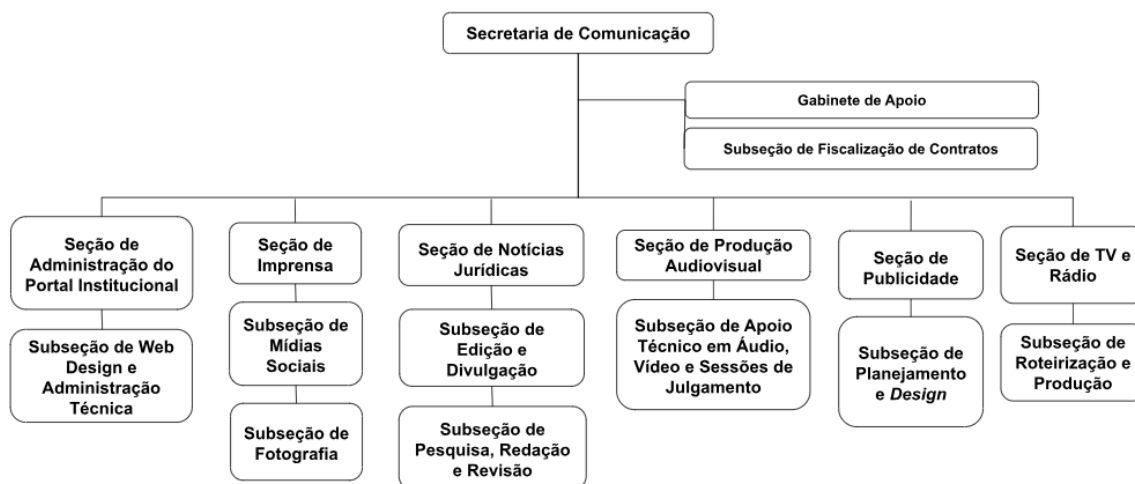 Secretaria de Comunicação
Gabinete de Apoio
Subseção de Fiscalização de Contratos
Seção de
Administração do
Portal Institucional
Subseção de Web
Design e
Administração
Técnica
Seção de
Imprensa
Subseção de
Mídias
Sociais
Subseção de
Fotografia
Seção de Notícias
Jurídicas
Subseção de
Edição e
Divulgação
Subseção de
Pesquisa, Redação
e Revisão
Seção de Produção
Audiovisual
Subseção de Apoio
Técnico em Áudio,
Vídeo e Sessões de
Julgamento
Seção de
Publicidade
Subseção de
Planejamento
e Design
Seção de TV e
Rádio
Subseção de
Roteirização e
Produção